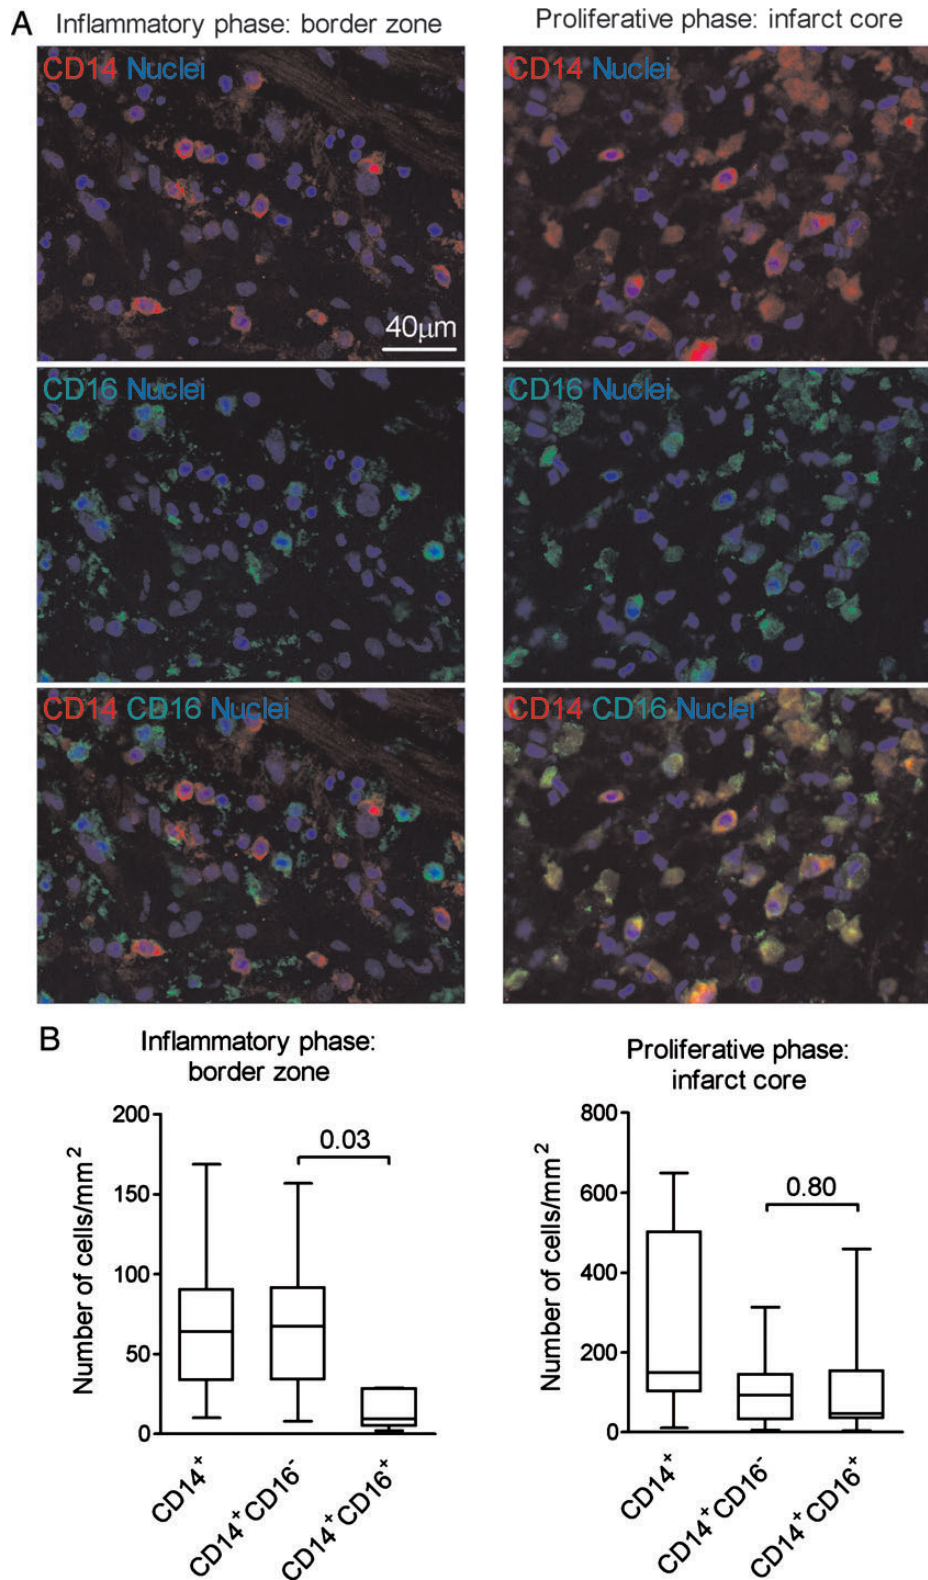 A
Inflammatory phase: border zone
Proliferative phase: infarct core
CD14 Nuclei
CD14 Nuclei
40µm
CD16 Nuclei
CD16 Nuclei
CD14 CD16 Nuclei
CD14 CD16 Nuclei
B
Inflammatory phase:
border zone
Number of cells/mm²
200
150
100
50
0
0.03
CD14⁺
CD14⁺CD16⁻
CD14⁺CD16⁺
Proliferative phase:
infarct core
Number of cells/mm²
800
600
400
200
0
0.80
CD14⁺
CD14⁺CD16⁻
CD14⁺CD16⁺